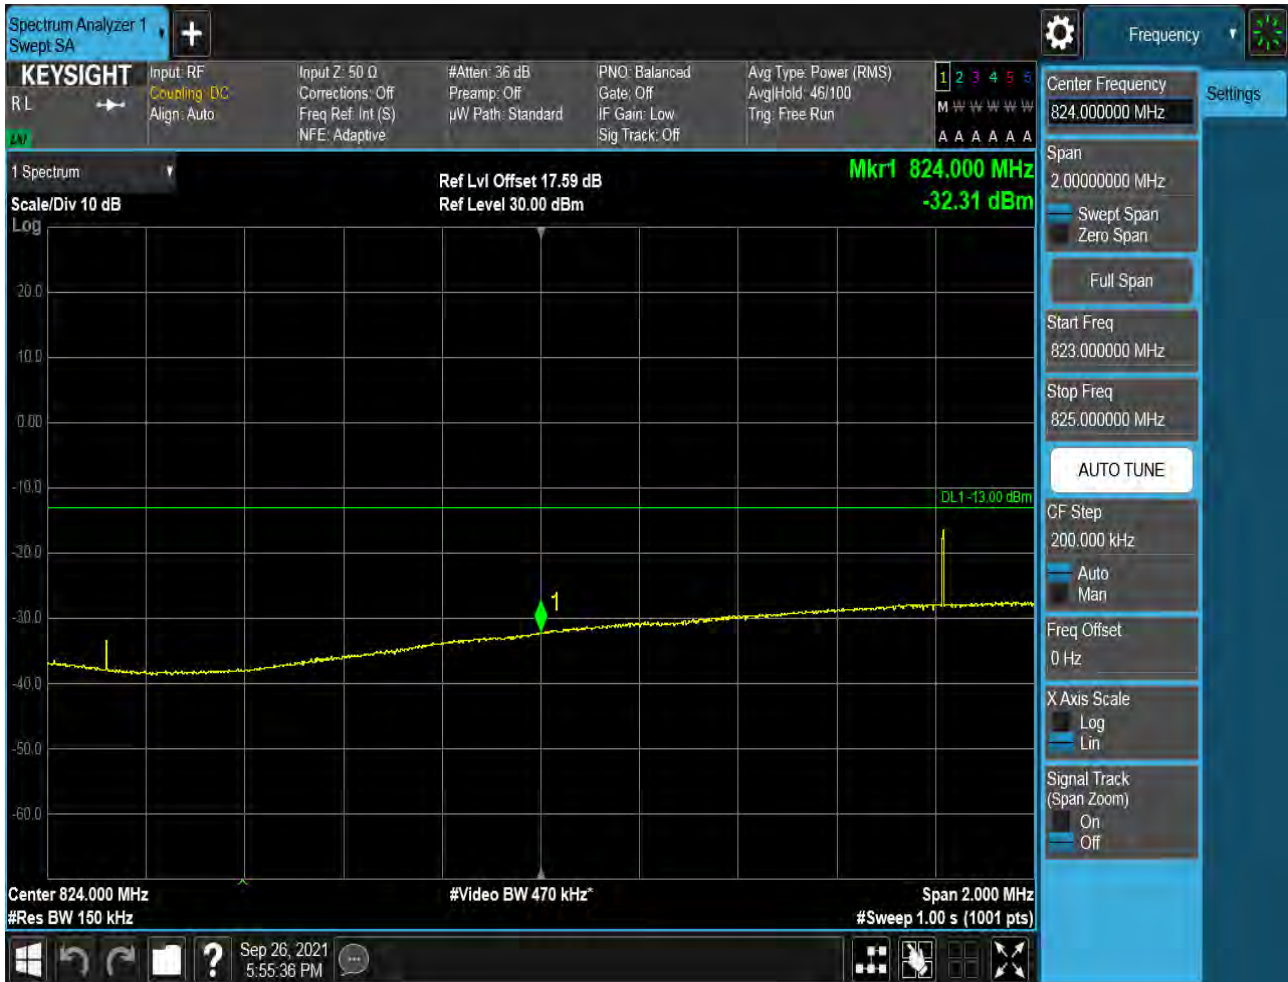 Spectrum Analyzer 1
Swept SA
Frequency
KEYSIGHT
R L
Input: RF
Coupling: DC
Align: Auto
Input Z: 50 Ω
Corrections: Off
Freq Ref: Int (S)
NFE: Adaptive
#Atten: 36 dB
Preamp: Off
µW Path: Standard
PNO: Balanced
Gate: Off
IF Gain: Low
Sig Track: Off
Avg Type: Power (RMS)
Avg|Hold: 46/100
Trig: Free Run
1 2 3 4 5 6
M W W W W W
A A A A A A
1 Spectrum
Scale/Div 10 dB
Log
Ref Lvl Offset 17.59 dB
Ref Level 30.00 dBm
Mkr1 824.000 MHz
-32.31 dBm
20.0
10.0
0.00
-10.0
DL1 -13.00 dBm
-20.0
1
-30.0
-40.0
-50.0
-60.0
Center 824.000 MHz
#Res BW 150 kHz
#Video BW 470 kHz*
Span 2.000 MHz
#Sweep 1.00 s (1001 pts)
Sep 26, 2021
5:55:36 PM
Center Frequency
824.000000 MHz
Settings
Span
2.00000000 MHz
Swept Span
Zero Span
Full Span
Start Freq
823.000000 MHz
Stop Freq
825.000000 MHz
AUTO TUNE
CF Step
200.000 kHz
Auto
Man
Freq Offset
0 Hz
X Axis Scale
Log
Lin
Signal Track
(Span Zoom)
On
Off